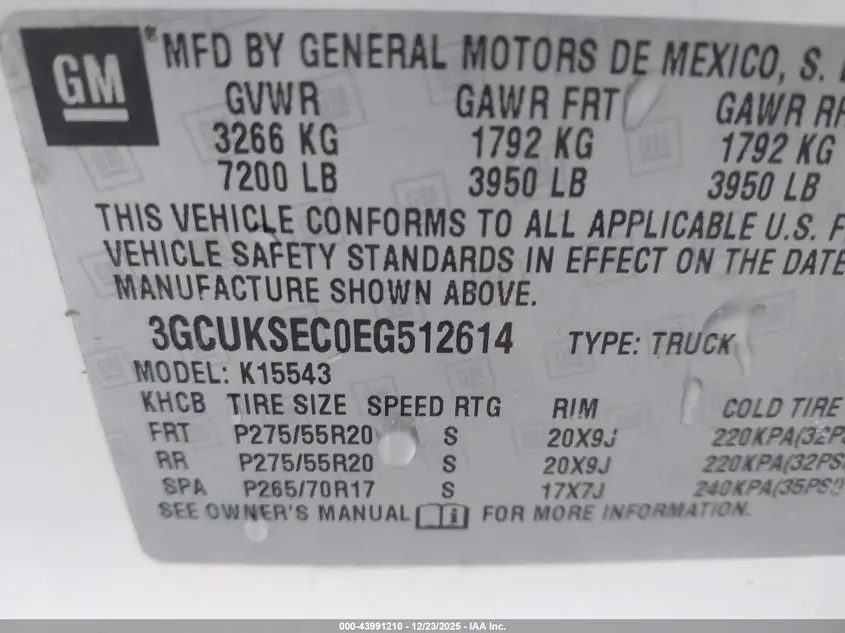 GM
® MFD BY GENERAL MOTORS DE MEXICO, S.
GVWR GAWR FRT GAWR RR
3266 KG 1792 KG 1792 KG
7200 LB 3950 LB 3950 LB
THIS VEHICLE CONFORMS TO ALL APPLICABLE U.S. F
VEHICLE SAFETY STANDARDS IN EFFECT ON THE DATE
MANUFACTURE SHOWN ABOVE.
3GCUKSEC0EG512614 TYPE: TRUCK
MODEL: K15543
KHCB TIRE SIZE SPEED RTG RIM COLD TIRE
FRT P275/55R20 S 20X9J 220KPA(32PS
RR P275/55R20 S 20X9J 220KPA(32PS
SPA P265/70R17 S 17X7J 240KPA(35PSI)
SEE OWNER'S MANUAL i FOR MORE INFORMATION.
000-43991210 - 12/23/2025 - IAA Inc.